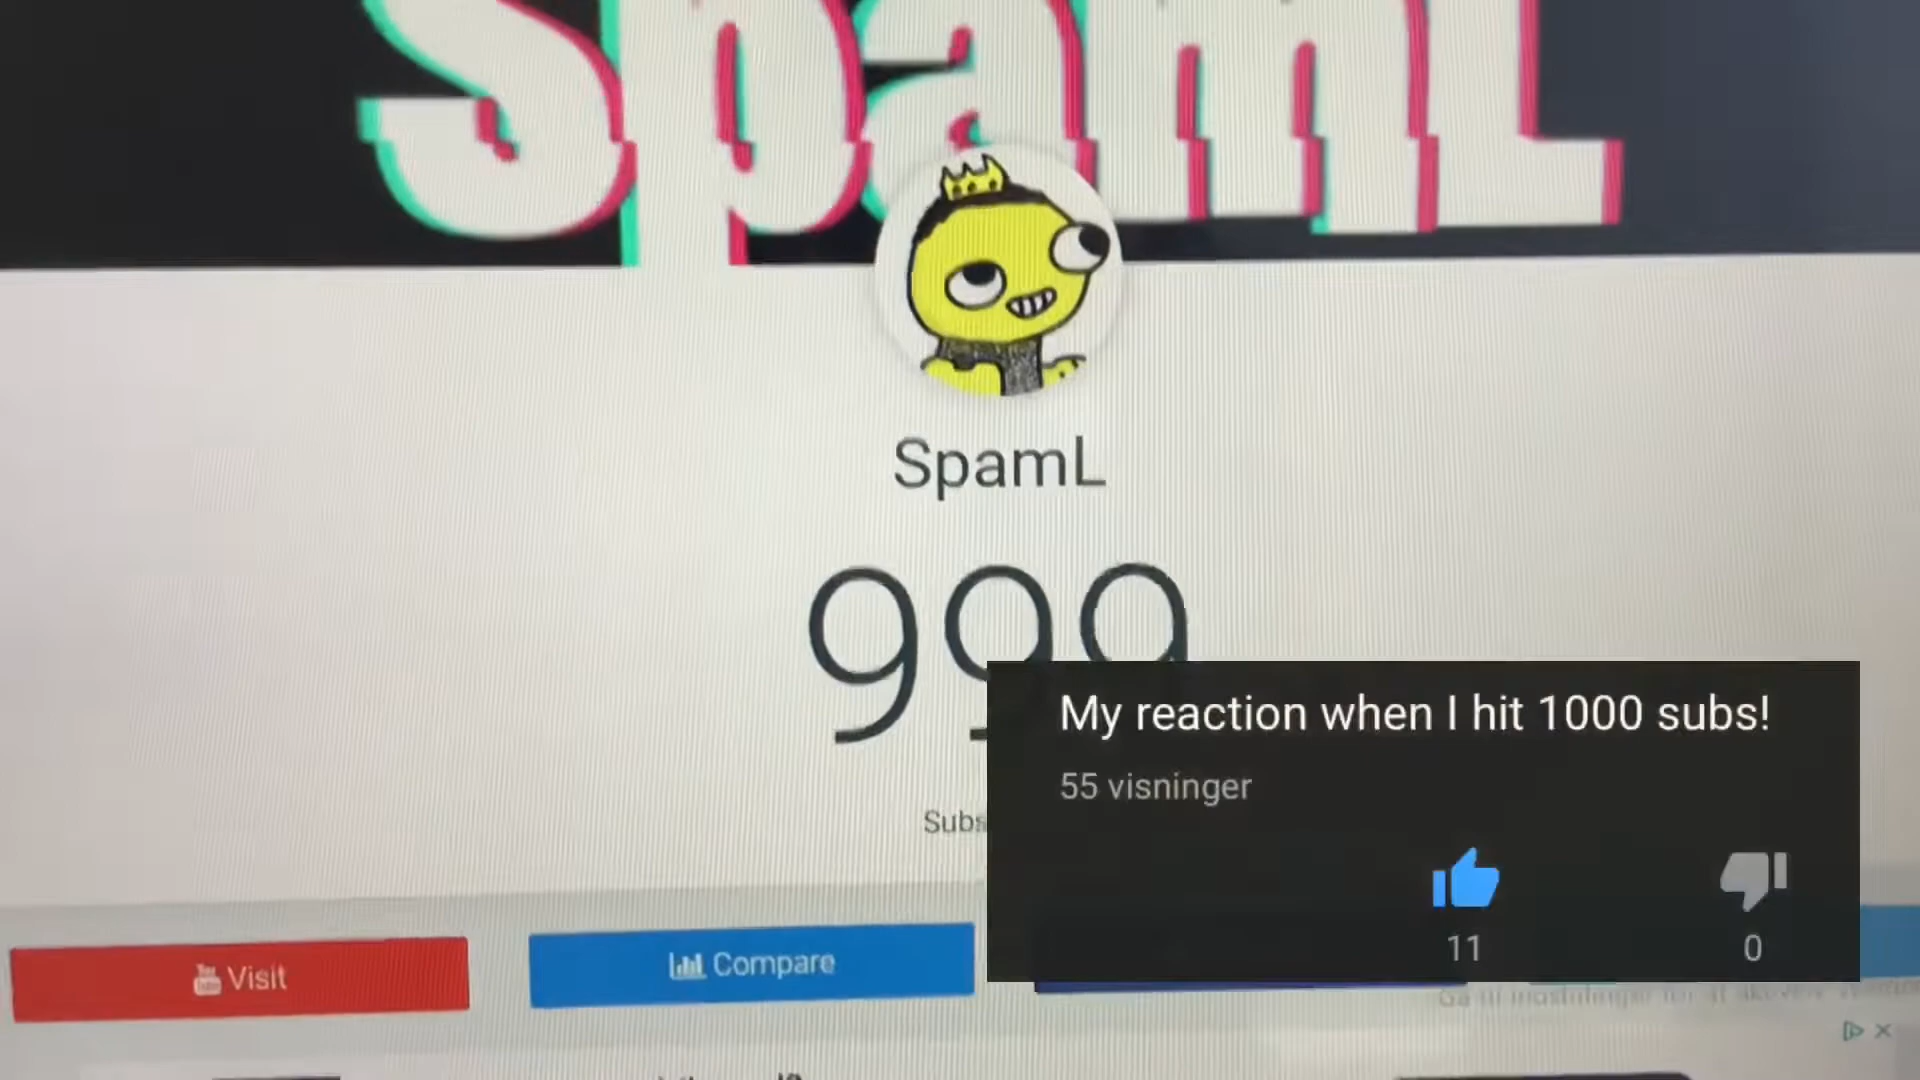 SpamL
SpamL
999
Subs
My reaction when I hit 1000 subs!
55 visninger
11
0
Visit
Compare